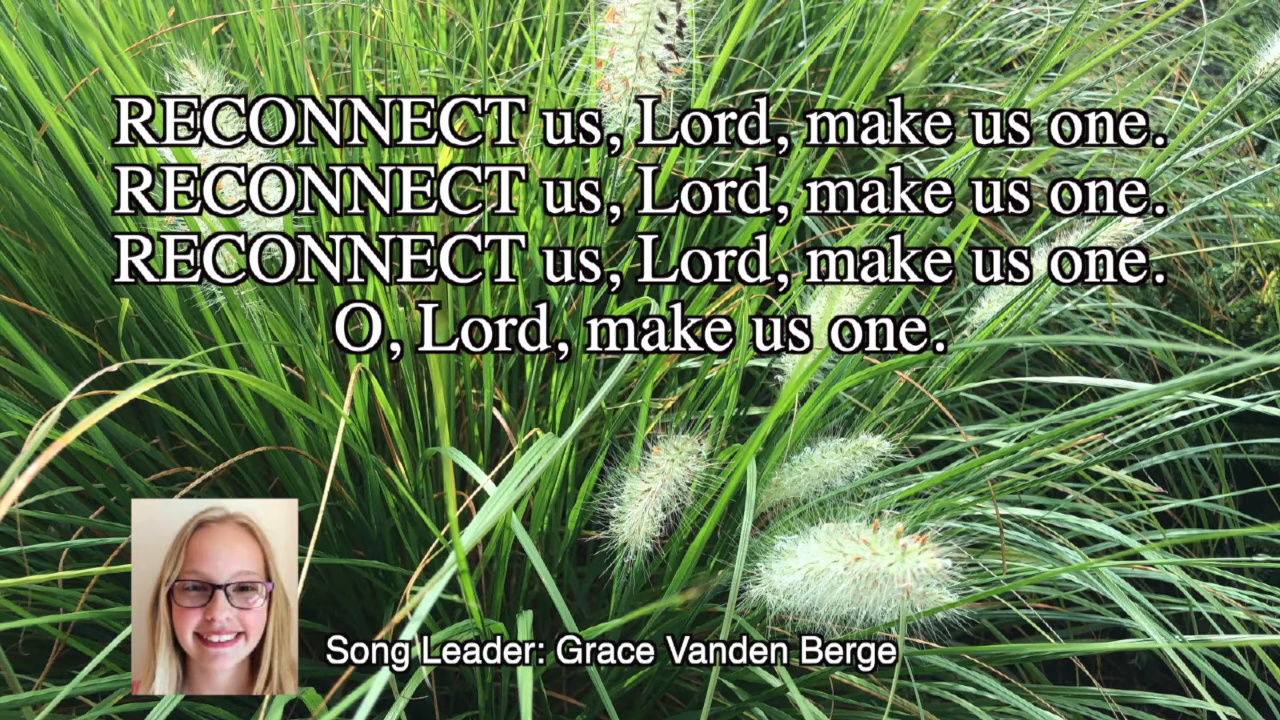 RECONNECT us, Lord, make us one.
RECONNECT us, Lord, make us one.
RECONNECT us, Lord, make us one.
O, Lord, make us one.
Song Leader: Grace Vanden Berge